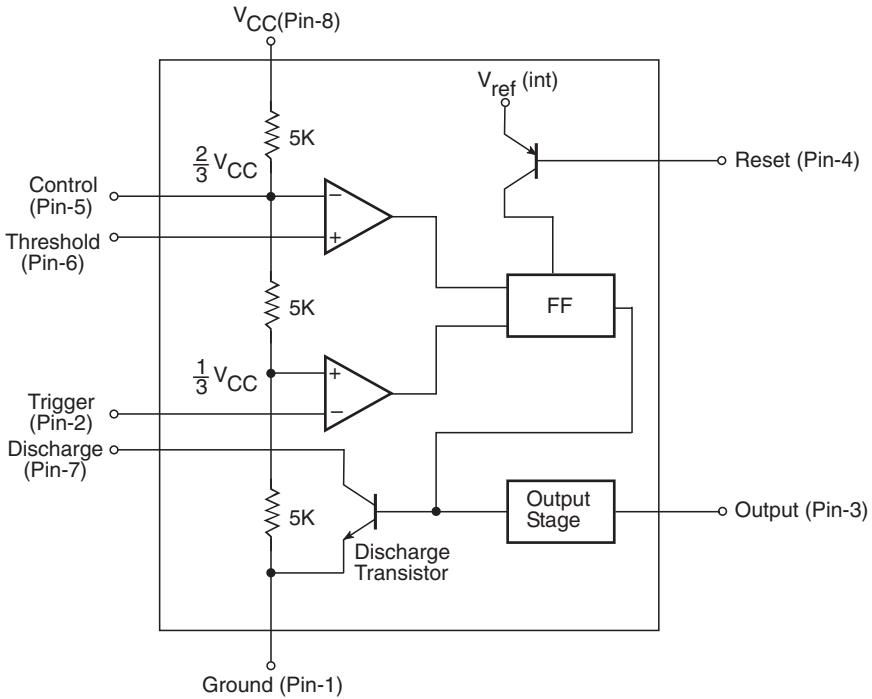 VCC(Pin-8)
Vref (int)
5K
2/3 VCC
Reset (Pin-4)
Control
(Pin-5)
−
Threshold
(Pin-6)
+
5K
FF
1/3 VCC
+
Trigger
(Pin-2)
−
Discharge
(Pin-7)
5K
Output
Stage
Output (Pin-3)
Discharge
Transistor
Ground (Pin-1)